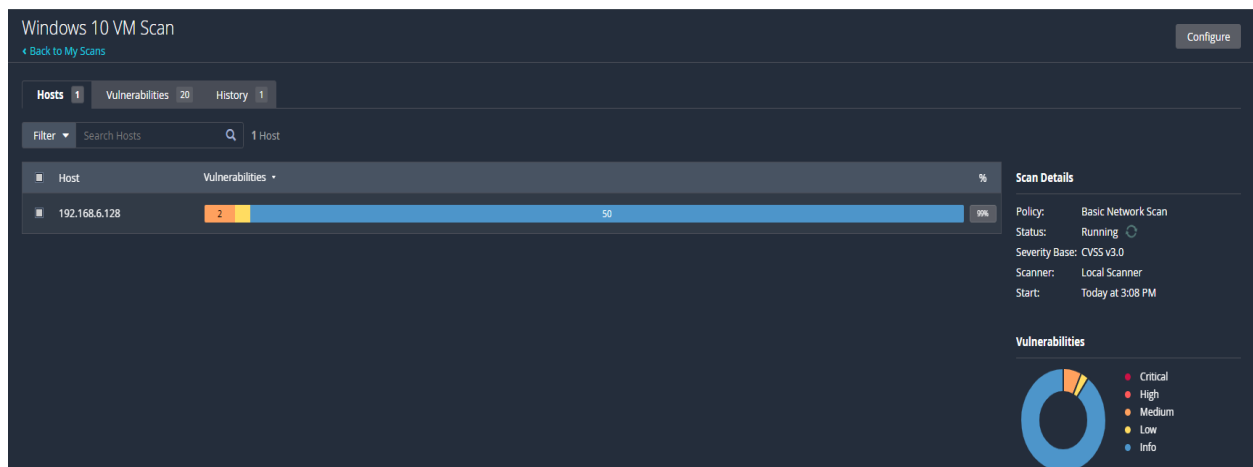 Windows 10 VM Scan
Configure
‹ Back to My Scans
Hosts 1 Vulnerabilities 20 History 1
Filter Search Hosts 1 Host
Host Vulnerabilities %
192.168.6.128 2 50 99%
Scan Details
Policy: Basic Network Scan
Status: Running
Severity Base: CVSS v3.0
Scanner: Local Scanner
Start: Today at 3:08 PM
Vulnerabilities
Critical
High
Medium
Low
Info